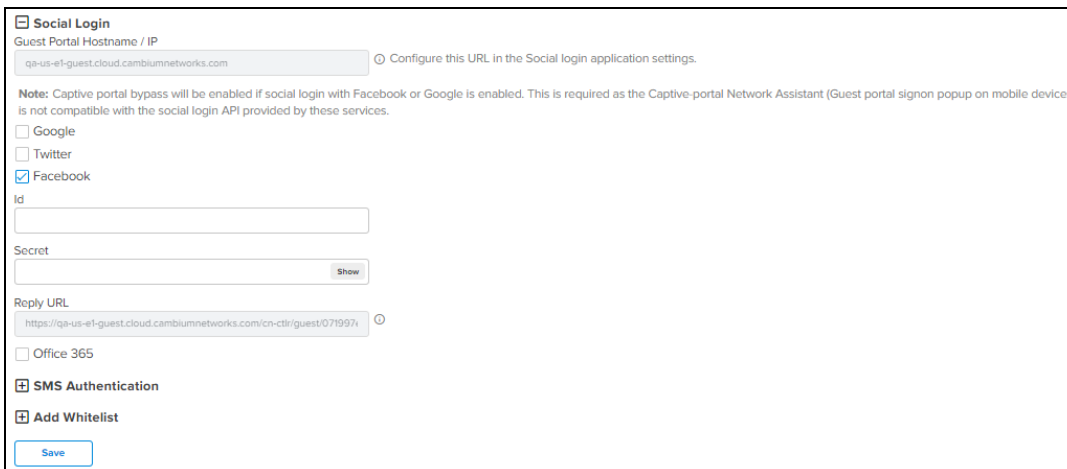 Social Login
Guest Portal Hostname / IP
qa-us-e1-guest.cloud.cambiumnetworks.com
Configure this URL in the Social login application settings.
Note: Captive portal bypass will be enabled if social login with Facebook or Google is enabled. This is required as the Captive-portal Network Assistant (Guest portal signon popup on mobile device
is not compatible with the social login API provided by these services.
Google
Twitter
Facebook
Id
Secret
Show
Reply URL
https://qa-us-e1-guest.cloud.cambiumnetworks.com/cn-ctlr/guest/071997e
Office 365
SMS Authentication
Add Whitelist
Save